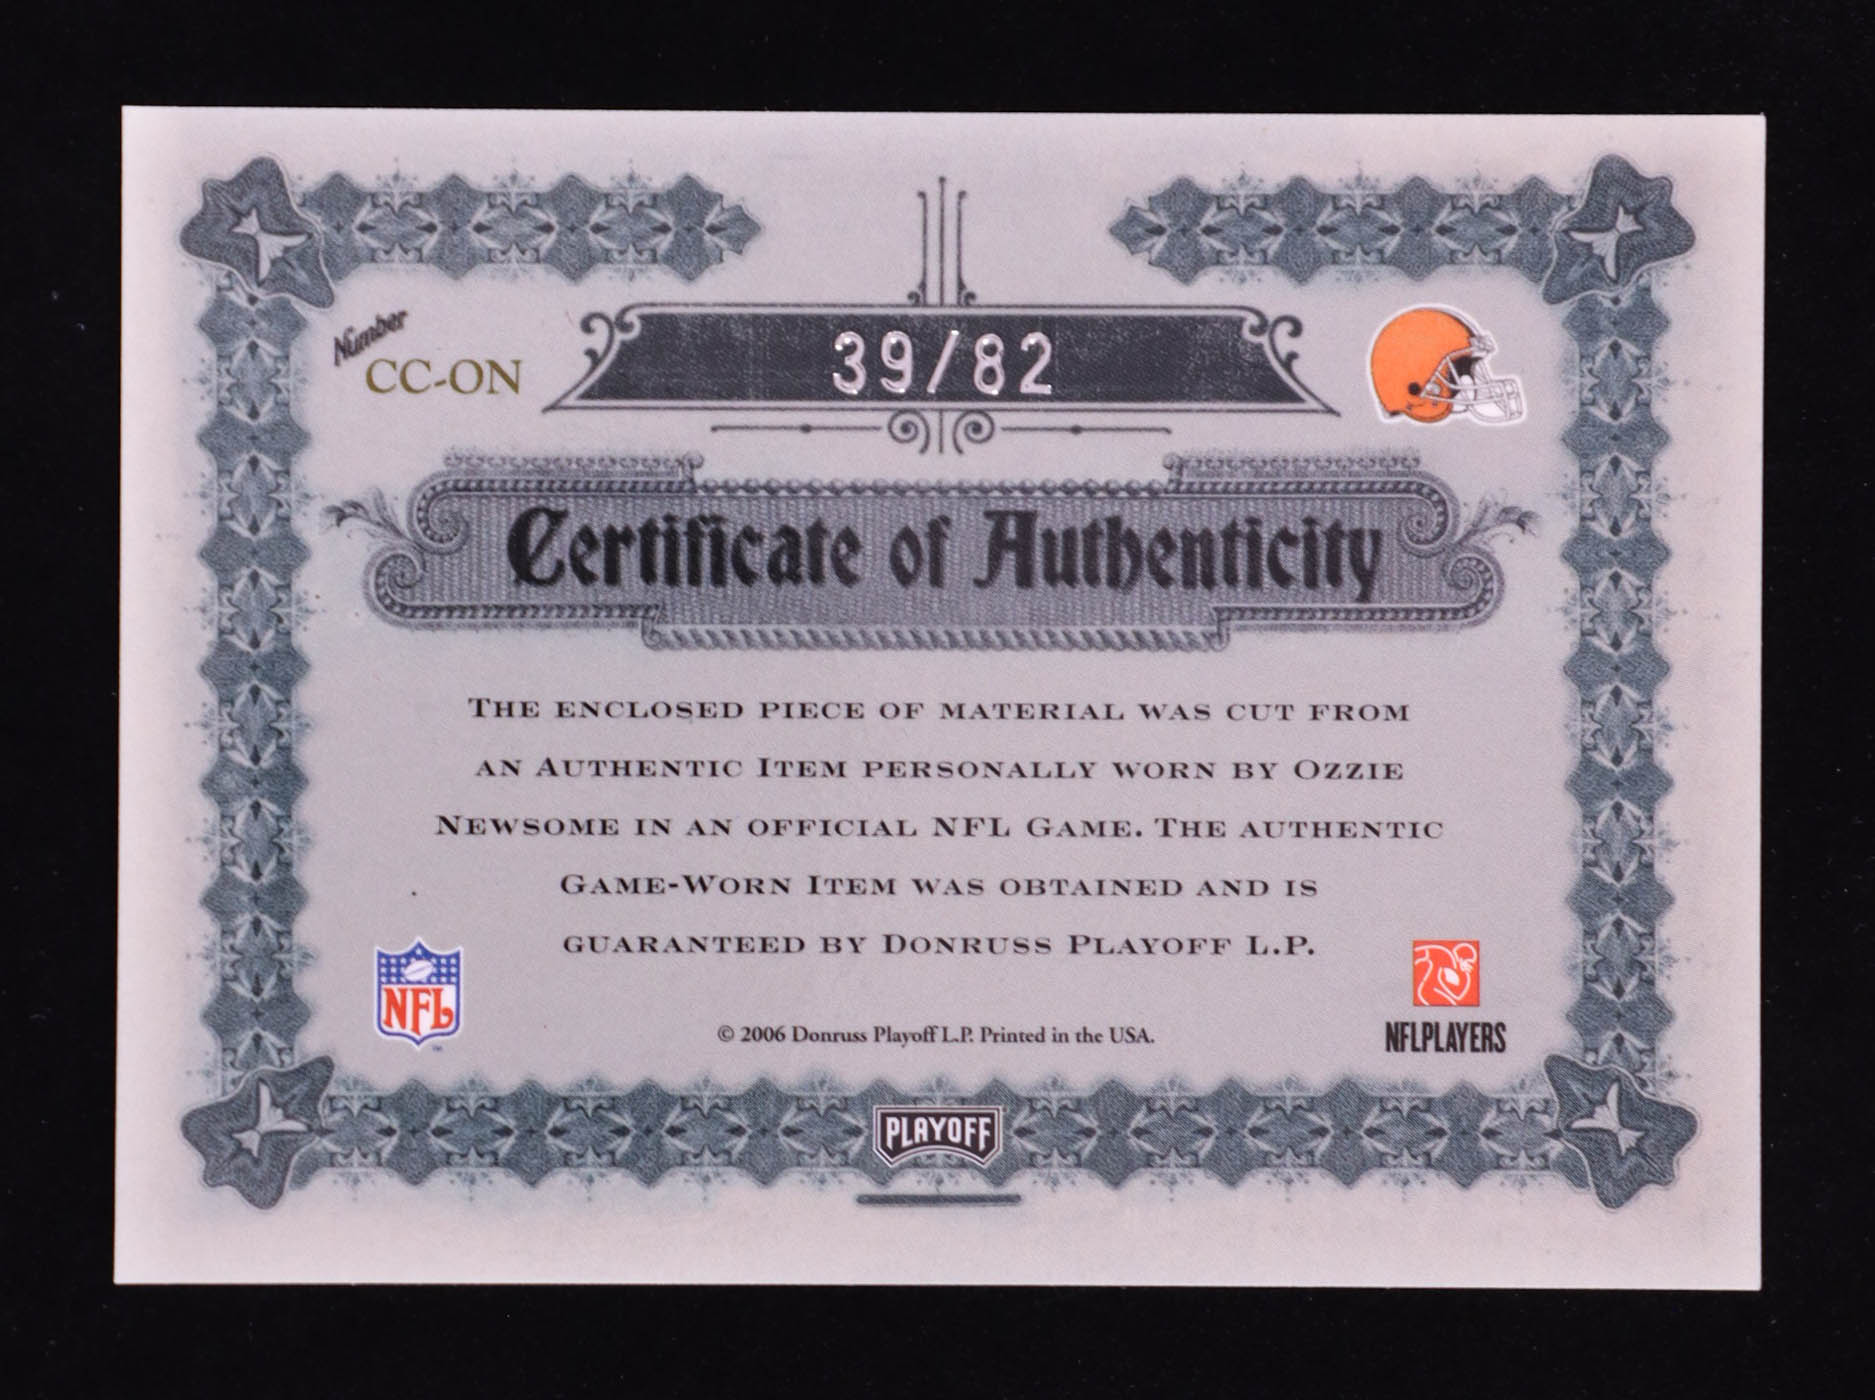 Number
CC-ON
39/82
Certificate of Authenticity
The enclosed piece of material was cut from
an Authentic Item personally worn by Ozzie
Newsome in an official NFL Game. The authentic
Game-Worn Item was obtained and is
guaranteed by Donruss Playoff L.P.
NFL
NFLPLAYERS
© 2006 Donruss Playoff L.P. Printed in the USA.
PLAYOFF